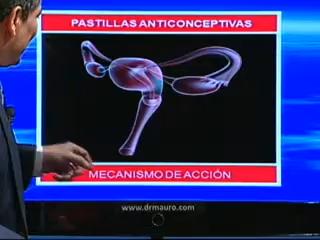 PASTILLAS ANTICONCEPTIVAS
MECANISMO DE ACCIÓN
www.drmauro.com